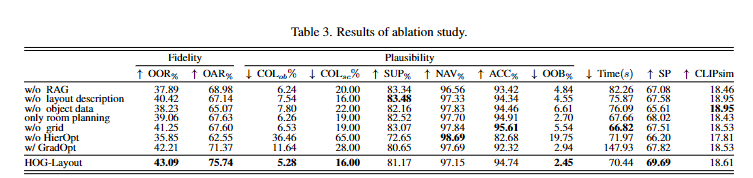 Table 3. Results of ablation study.
Fidelity Plausibility
↑ OOR% ↑ OAR% ↓ COLob% ↓ COLsc% ↑ SUP% ↑ NAV% ↑ ACC% ↓ OOB% ↓ Time(s) ↑ SP ↑ CLIPsim
w/o RAG 37.89 68.98 6.24 20.00 83.34 96.56 93.42 4.84 82.26 67.08 18.46
w/o layout description 40.42 67.14 7.54 16.00 83.48 97.33 94.34 4.55 75.87 67.58 18.95
w/o object data 38.23 65.07 7.80 22.00 82.16 97.83 94.28 6.46 76.09 65.61 18.95
only room planning 39.06 67.63 6.26 19.00 82.52 97.70 94.91 2.70 67.66 68.02 18.43
w/o grid 41.25 67.60 6.53 19.00 83.07 97.84 95.61 5.54 66.82 67.51 18.48
w/o HierOpt 35.85 62.55 36.46 65.00 72.65 98.69 82.68 19.75 71.97 66.20 17.81
w/ GradOpt 42.21 71.37 11.64 28.00 80.65 97.69 92.32 2.94 147.93 67.82 18.53
HOG-Layout 43.09 75.74 5.28 16.00 81.17 97.15 94.74 2.45 70.44 69.69 18.61